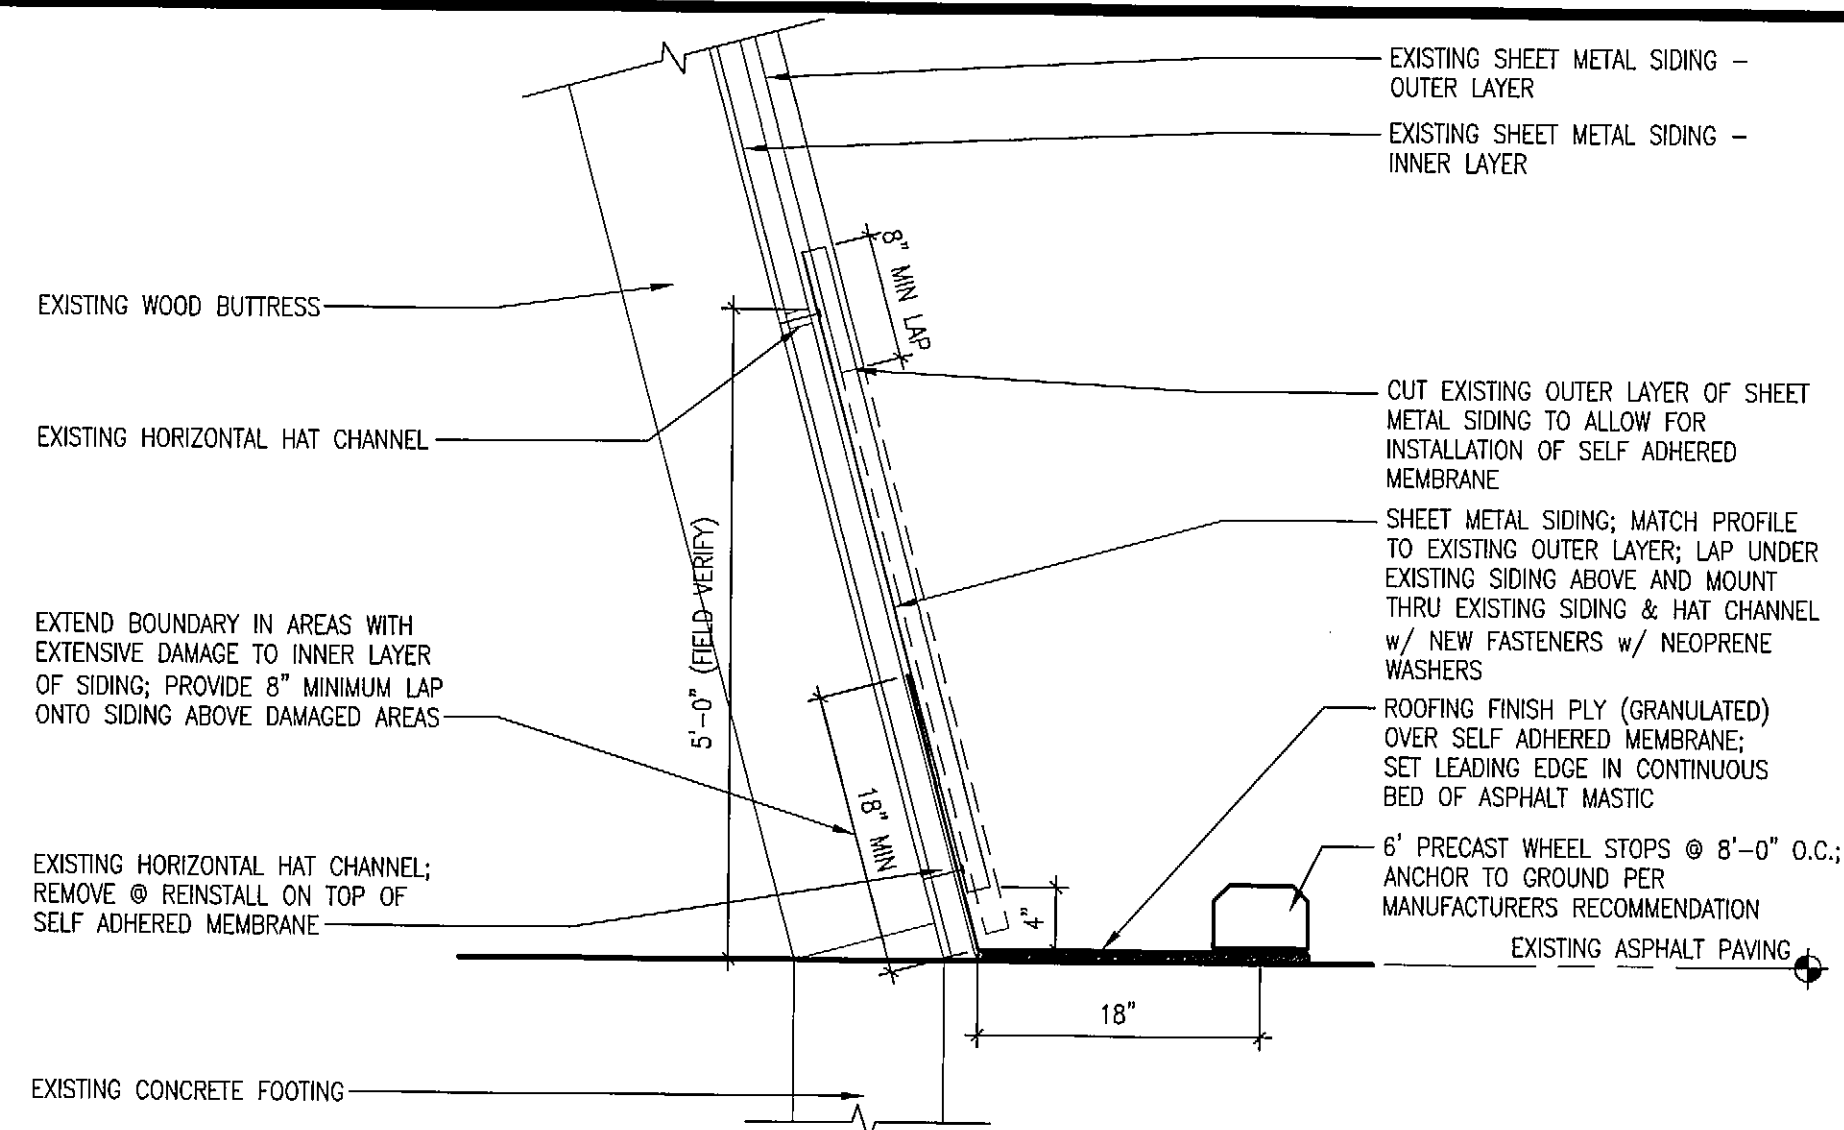 EXISTING SHEET METAL SIDING –
OUTER LAYER
EXISTING SHEET METAL SIDING –
INNER LAYER
8" MIN LAP
EXISTING WOOD BUTTRESS
EXISTING HORIZONTAL HAT CHANNEL
CUT EXISTING OUTER LAYER OF SHEET
METAL SIDING TO ALLOW FOR
INSTALLATION OF SELF ADHERED
MEMBRANE
SHEET METAL SIDING; MATCH PROFILE
TO EXISTING OUTER LAYER; LAP UNDER
EXISTING SIDING ABOVE AND MOUNT
THRU EXISTING SIDING & HAT CHANNEL
w/ NEW FASTENERS w/ NEOPRENE
WASHERS
5'-0" (FIELD VERIFY)
EXTEND BOUNDARY IN AREAS WITH
EXTENSIVE DAMAGE TO INNER LAYER
OF SIDING; PROVIDE 8" MINIMUM LAP
ONTO SIDING ABOVE DAMAGED AREAS
18" MIN
ROOFING FINISH PLY (GRANULATED)
OVER SELF ADHERED MEMBRANE;
SET LEADING EDGE IN CONTINUOUS
BED OF ASPHALT MASTIC
EXISTING HORIZONTAL HAT CHANNEL;
REMOVE @ REINSTALL ON TOP OF
SELF ADHERED MEMBRANE
4"
6' PRECAST WHEEL STOPS @ 8'-0" O.C.;
ANCHOR TO GROUND PER
MANUFACTURERS RECOMMENDATION
EXISTING ASPHALT PAVING
18"
EXISTING CONCRETE FOOTING